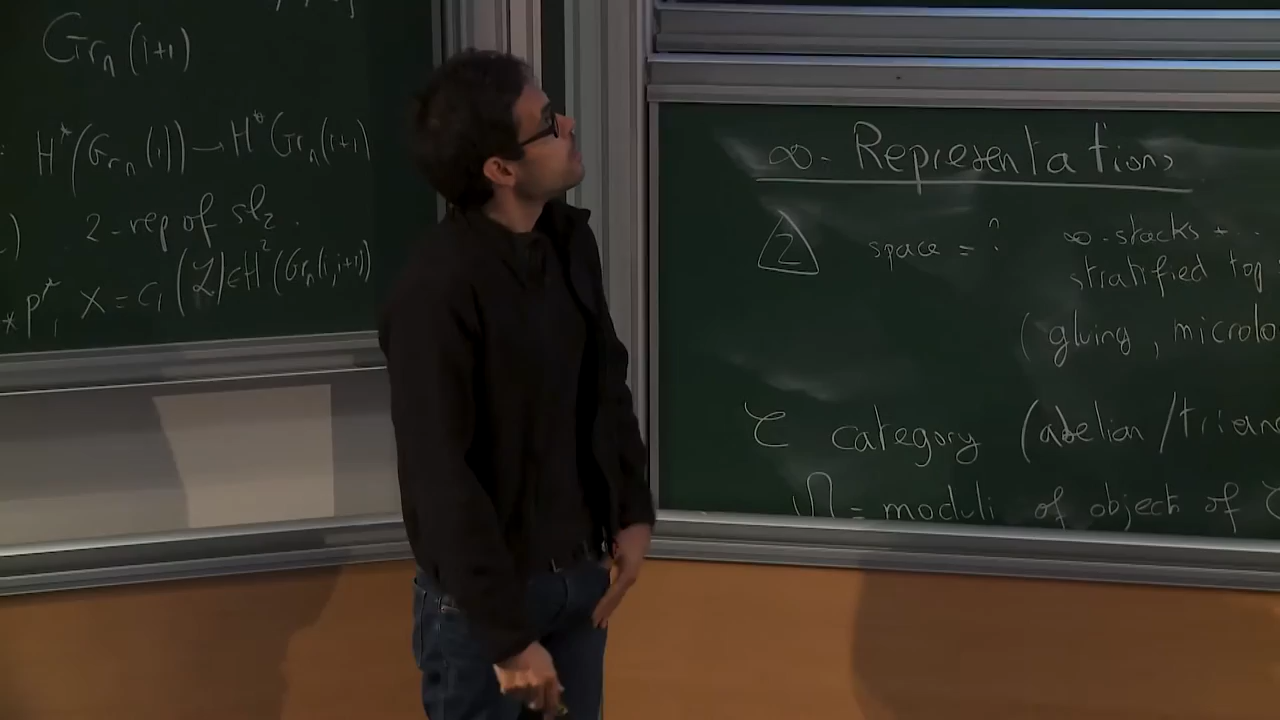 Gr_n(i+1)
H^*(Gr_n(i)) → H^* Gr_n(i,i+1)
2-rep of sl_2.
X = c_1(L) ∈ H^2(Gr_n(i,i+1))
∞-Representations
2 space = ? ∞-stacks + ...
stratified top
(gluing, microlo
C category (abelian/triang
M = moduli of object of C